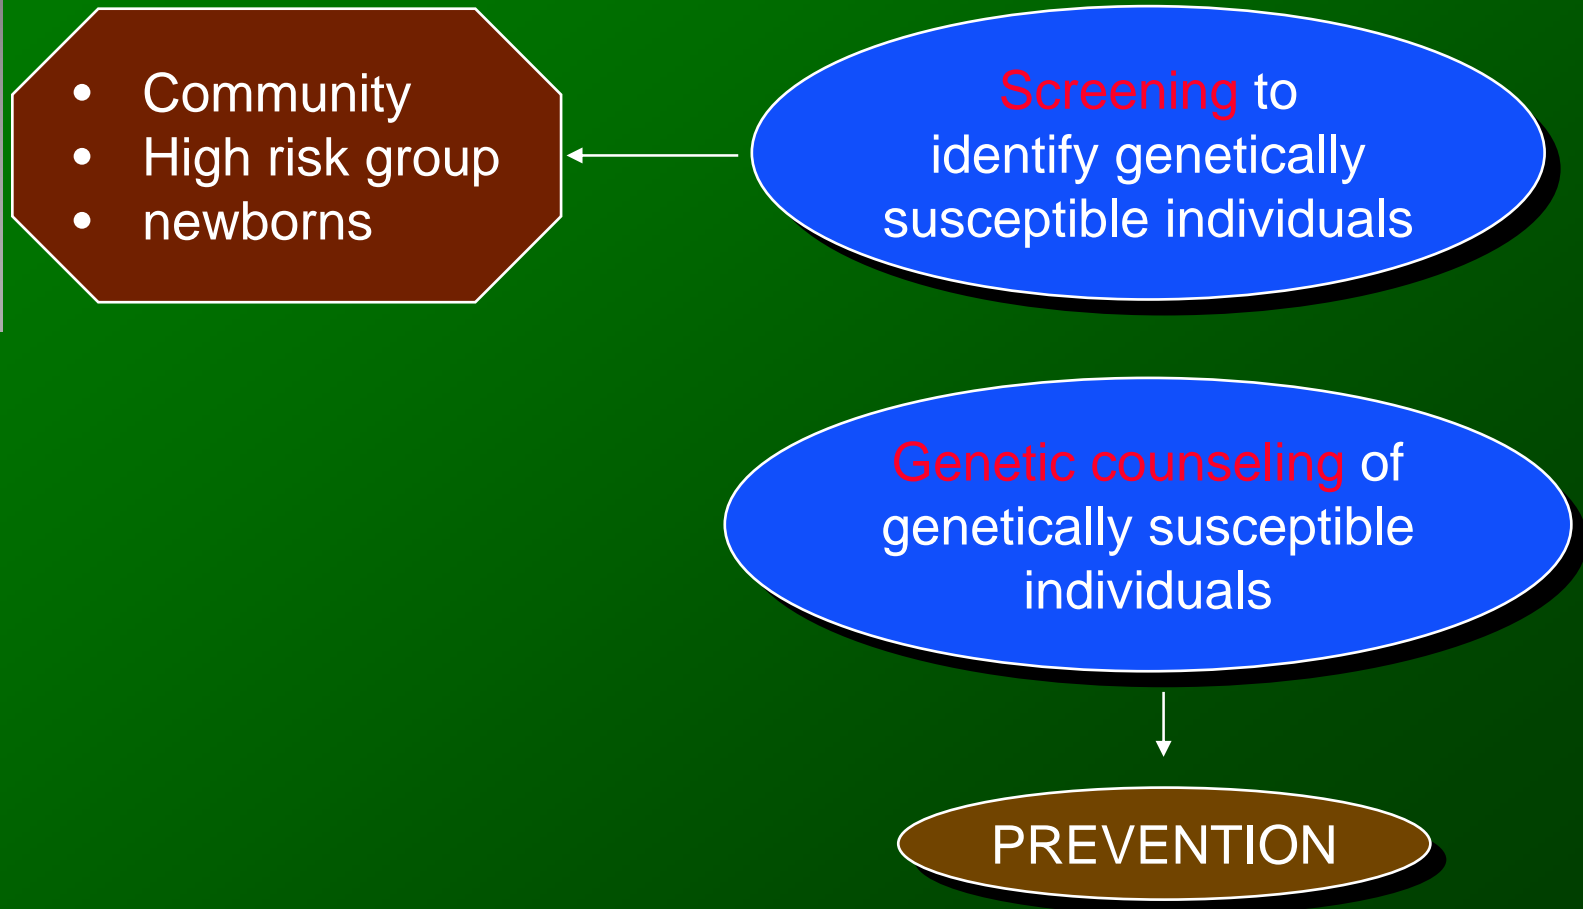 • Community
• High risk group
• newborns
Screening to
identify genetically
susceptible individuals
Genetic counseling of
genetically susceptible
individuals
PREVENTION